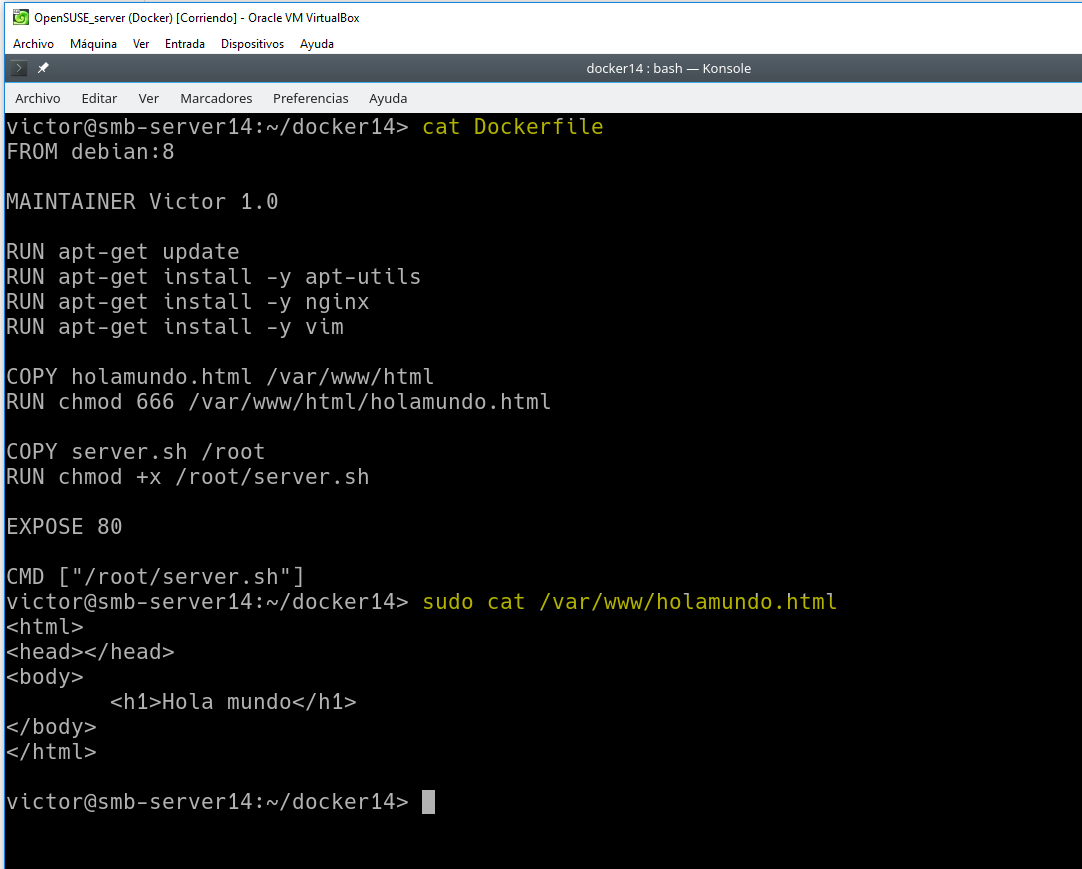 OpenSUSE_server (Docker) [Corriendo] - Oracle VM VirtualBox
Archivo Máquina Ver Entrada Dispositivos Ayuda
docker14 : bash — Konsole
Archivo Editar Ver Marcadores Preferencias Ayuda
victor@smb-server14:~/docker14> cat Dockerfile
FROM debian:8
MAINTAINER Victor 1.0
RUN apt-get update
RUN apt-get install -y apt-utils
RUN apt-get install -y nginx
RUN apt-get install -y vim
COPY holamundo.html /var/www/html
RUN chmod 666 /var/www/html/holamundo.html
COPY server.sh /root
RUN chmod +x /root/server.sh
EXPOSE 80
CMD ["/root/server.sh"]
victor@smb-server14:~/docker14> sudo cat /var/www/holamundo.html
<html>
<head></head>
<body>
        <h1>Hola mundo</h1>
</body>
</html>
victor@smb-server14:~/docker14>